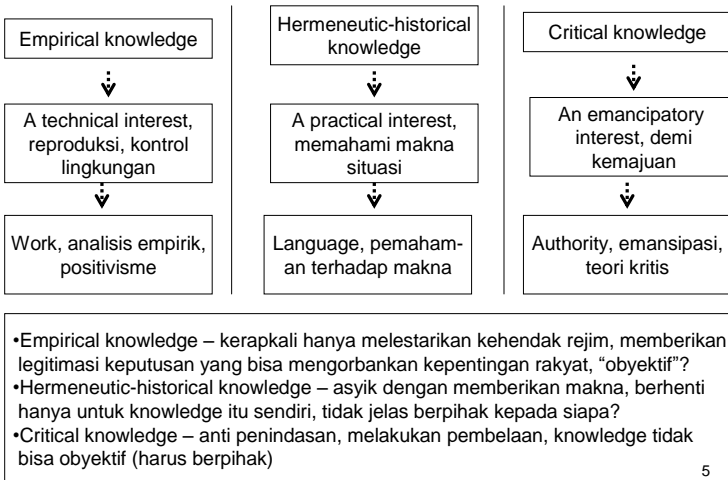 Empirical knowledge
A technical interest,
reproduksi, kontrol
lingkungan
Work, analisis empirik,
positivisme
Hermeneutic-historical
knowledge
A practical interest,
memahami makna
situasi
Language, pemaham-
an terhadap makna
Critical knowledge
An emancipatory
interest, demi
kemajuan
Authority, emansipasi,
teori kritis
•Empirical knowledge – kerapkali hanya melestarikan kehendak rejim, memberikan
legitimasi keputusan yang bisa mengorbankan kepentingan rakyat, “obyektif”?
•Hermeneutic-historical knowledge – asyik dengan memberikan makna, berhenti
hanya untuk knowledge itu sendiri, tidak jelas berpihak kepada siapa?
•Critical knowledge – anti penindasan, melakukan pembelaan, knowledge tidak
bisa obyektif (harus berpihak)
5